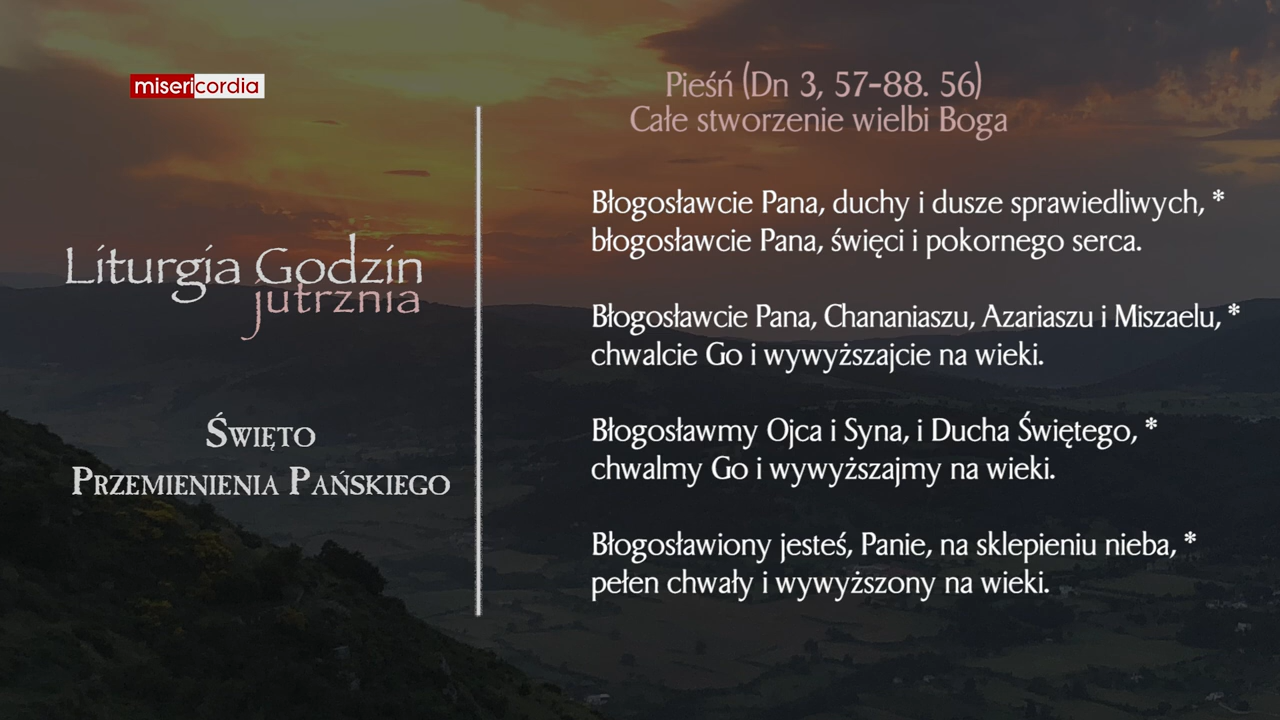 misericordia
Liturgia Godzin
jutrznia
Święto
Przemienienia Pańskiego
Pieśń (Dn 3, 57-88. 56)
Całe stworzenie wielbi Boga
Błogosławcie Pana, duchy i dusze sprawiedliwych, *
błogosławcie Pana, święci i pokornego serca.
Błogosławcie Pana, Chananiaszu, Azariaszu i Miszaelu, *
chwalcie Go i wywyższajcie na wieki.
Błogosławmy Ojca i Syna, i Ducha Świętego, *
chwalmy Go i wywyższajmy na wieki.
Błogosławiony jesteś, Panie, na sklepieniu nieba, *
pełen chwały i wywyższony na wieki.